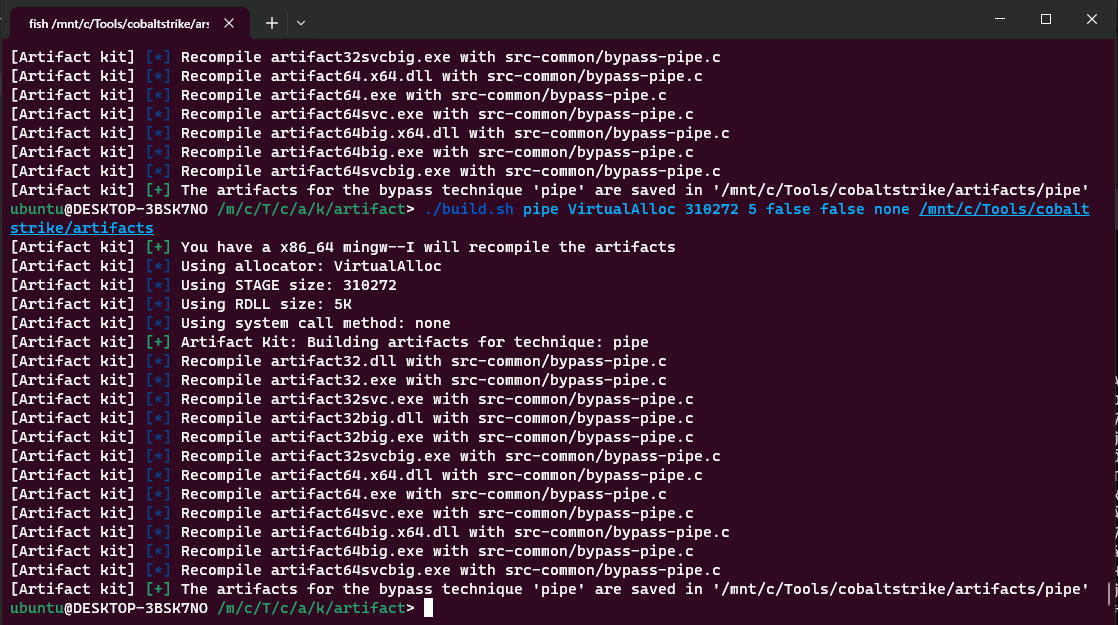 fish /mnt/c/Tools/cobaltstrike/ars
[Artifact kit] [*] Recompile artifact32svcbig.exe with src-common/bypass-pipe.c
[Artifact kit] [*] Recompile artifact64.x64.dll with src-common/bypass-pipe.c
[Artifact kit] [*] Recompile artifact64.exe with src-common/bypass-pipe.c
[Artifact kit] [*] Recompile artifact64svc.exe with src-common/bypass-pipe.c
[Artifact kit] [*] Recompile artifact64big.x64.dll with src-common/bypass-pipe.c
[Artifact kit] [*] Recompile artifact64big.exe with src-common/bypass-pipe.c
[Artifact kit] [*] Recompile artifact64svcbig.exe with src-common/bypass-pipe.c
[Artifact kit] [+] The artifacts for the bypass technique 'pipe' are saved in '/mnt/c/Tools/cobaltstrike/artifacts/pipe'
ubuntu@DESKTOP-3BSK7NO /m/c/T/c/a/k/artifact> ./build.sh pipe VirtualAlloc 310272 5 false false none /mnt/c/Tools/cobalt
strike/artifacts
[Artifact kit] [+] You have a x86_64 mingw--I will recompile the artifacts
[Artifact kit] [*] Using allocator: VirtualAlloc
[Artifact kit] [*] Using STAGE size: 310272
[Artifact kit] [*] Using RDLL size: 5K
[Artifact kit] [*] Using system call method: none
[Artifact kit] [+] Artifact Kit: Building artifacts for technique: pipe
[Artifact kit] [*] Recompile artifact32.dll with src-common/bypass-pipe.c
[Artifact kit] [*] Recompile artifact32.exe with src-common/bypass-pipe.c
[Artifact kit] [*] Recompile artifact32svc.exe with src-common/bypass-pipe.c
[Artifact kit] [*] Recompile artifact32big.dll with src-common/bypass-pipe.c
[Artifact kit] [*] Recompile artifact32big.exe with src-common/bypass-pipe.c
[Artifact kit] [*] Recompile artifact32svcbig.exe with src-common/bypass-pipe.c
[Artifact kit] [*] Recompile artifact64.x64.dll with src-common/bypass-pipe.c
[Artifact kit] [*] Recompile artifact64.exe with src-common/bypass-pipe.c
[Artifact kit] [*] Recompile artifact64svc.exe with src-common/bypass-pipe.c
[Artifact kit] [*] Recompile artifact64big.x64.dll with src-common/bypass-pipe.c
[Artifact kit] [*] Recompile artifact64big.exe with src-common/bypass-pipe.c
[Artifact kit] [*] Recompile artifact64svcbig.exe with src-common/bypass-pipe.c
[Artifact kit] [+] The artifacts for the bypass technique 'pipe' are saved in '/mnt/c/Tools/cobaltstrike/artifacts/pipe'
ubuntu@DESKTOP-3BSK7NO /m/c/T/c/a/k/artifact>